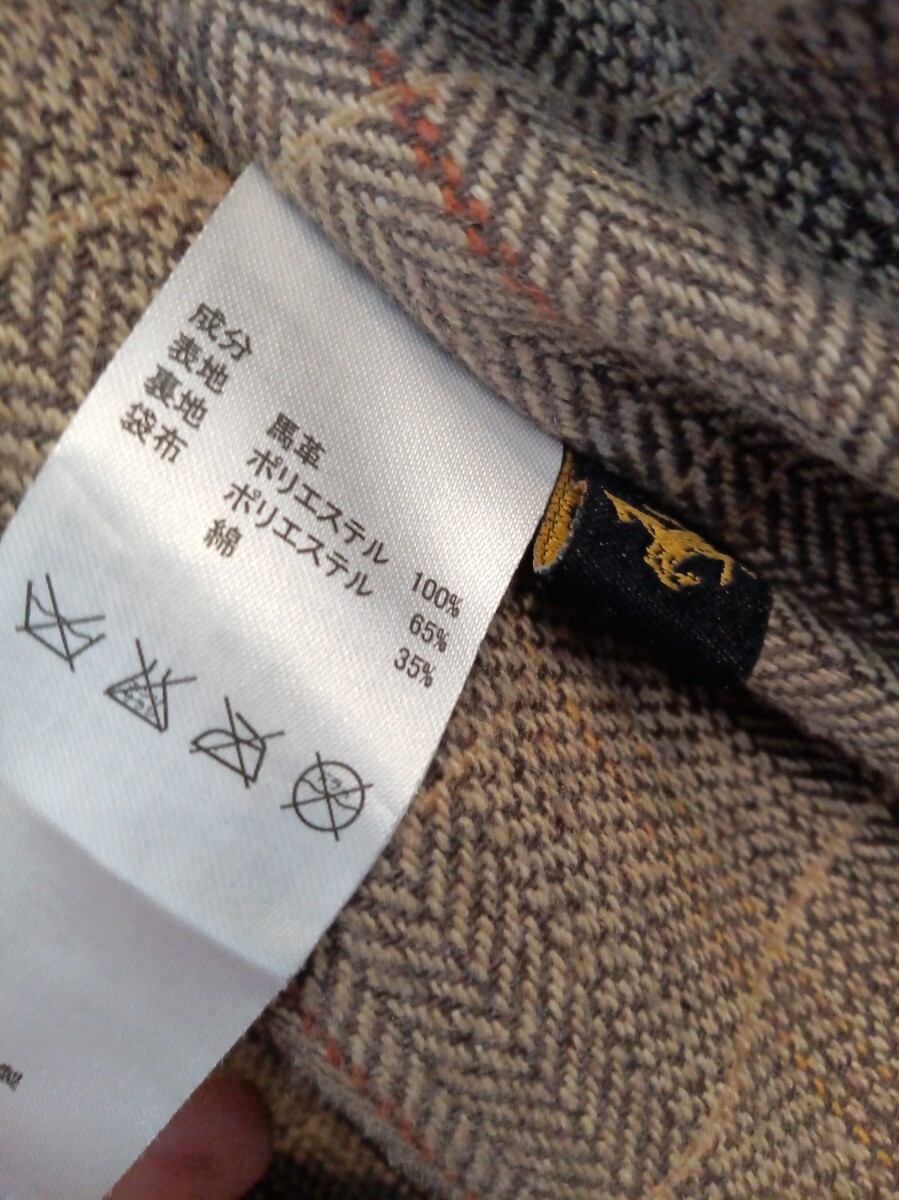 成分
表地 馬革
裏地 ポリエステル 100%
袋布 ポリエステル 65%
綿 35%